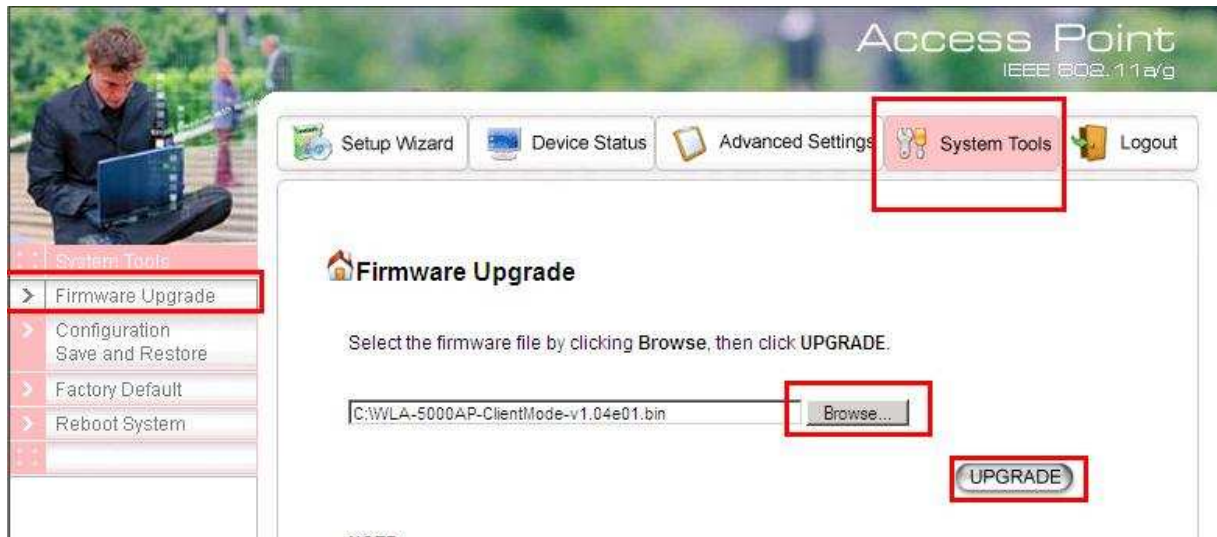 Access Point
IEEE 802.11a/g
Setup Wizard
Device Status
Advanced Settings
System Tools
Logout
System Tools
Firmware Upgrade
Configuration
Save and Restore
Factory Default
Reboot System
Firmware Upgrade
Select the firmware file by clicking Browse, then click UPGRADE.
C:\WLA-5000AP-ClientMode-v1.04e01.bin
Browse...
UPGRADE